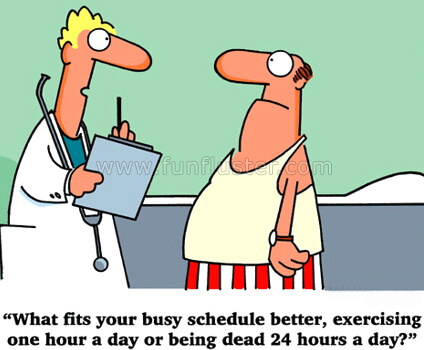 www.funfluster.com
“What fits your busy schedule better, exercising
one hour a day or being dead 24 hours a day?”